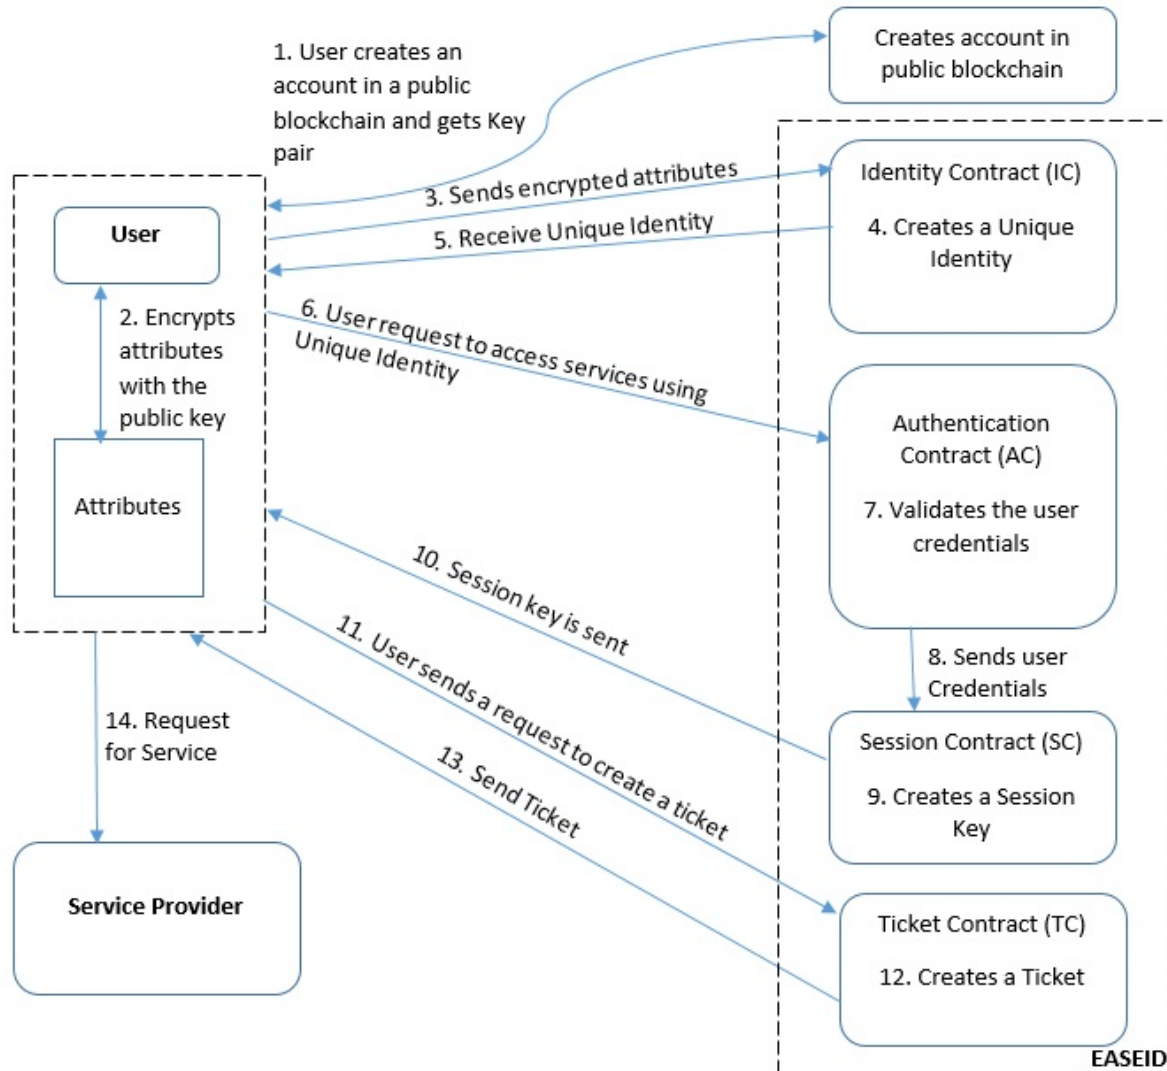 1. User creates an
account in a public
blockchain and gets Key
pair
Creates account in
public blockchain
User
2. Encrypts
attributes
with the
public key
Attributes
3. Sends encrypted attributes
Identity Contract (IC)
4. Creates a Unique
Identity
5. Receive Unique Identity
6. User request to access services using
Unique Identity
Authentication
Contract (AC)
7. Validates the user
credentials
8. Sends user
Credentials
Session Contract (SC)
9. Creates a Session
Key
10. Session key is sent
11. User sends a request to create a ticket
Ticket Contract (TC)
12. Creates a Ticket
13. Send Ticket
14. Request
for Service
Service Provider
EASEID